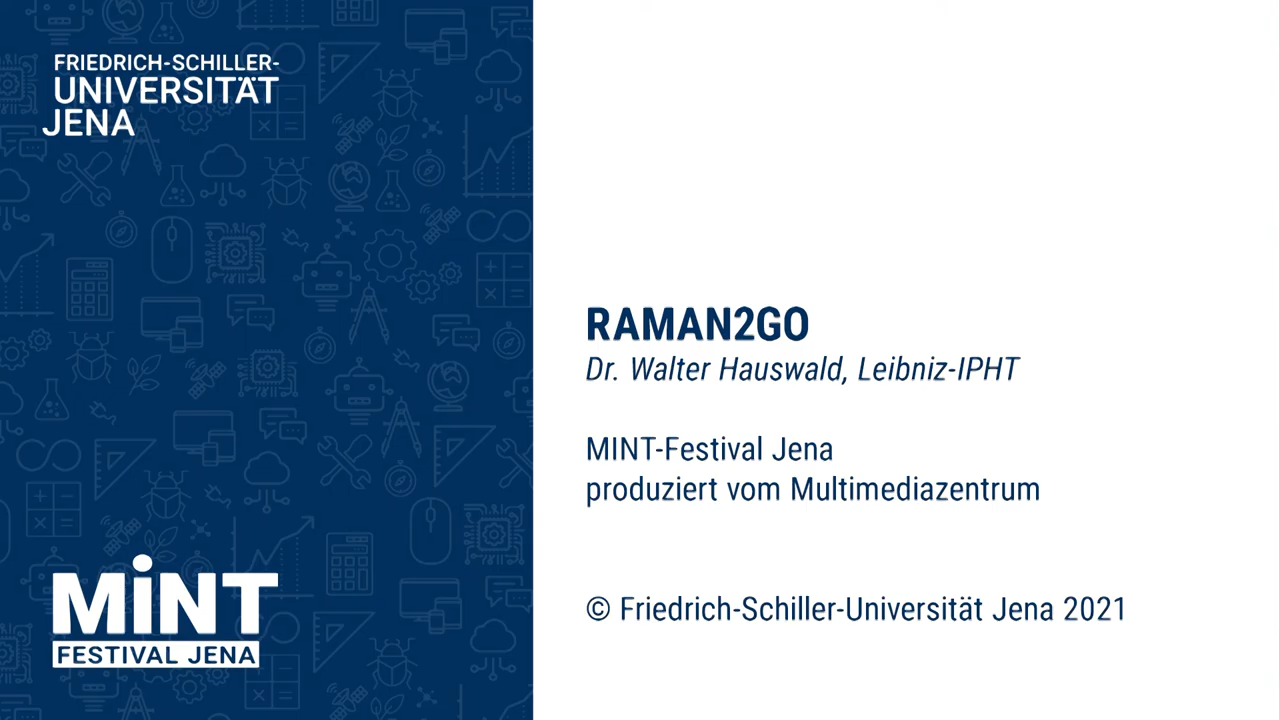 FRIEDRICH-SCHILLER-
UNIVERSITÄT
JENA
MiNT
FESTIVAL JENA
RAMAN2GO
Dr. Walter Hauswald, Leibniz-IPHT
MINT-Festival Jena
produziert vom Multimediazentrum
© Friedrich-Schiller-Universität Jena 2021